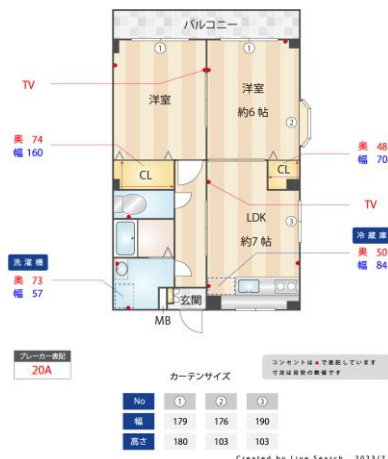 バルコニー
① ①
TV
洋室
洋室
約6帖
②
奥 74
幅 160
CL
奥 48
幅 70
CL
TV
LDK
約7帖
③
冷蔵庫
奥 50
幅 84
洗濯機
奥 73
幅 57
玄関
MB
ブレーカー表記
20A
コンセントは●で表記しています
寸法は目安の数値です
カーテンサイズ
No ① ② ③
幅 179 176 190
高さ 180 103 103
Created by Live Search 2023/7